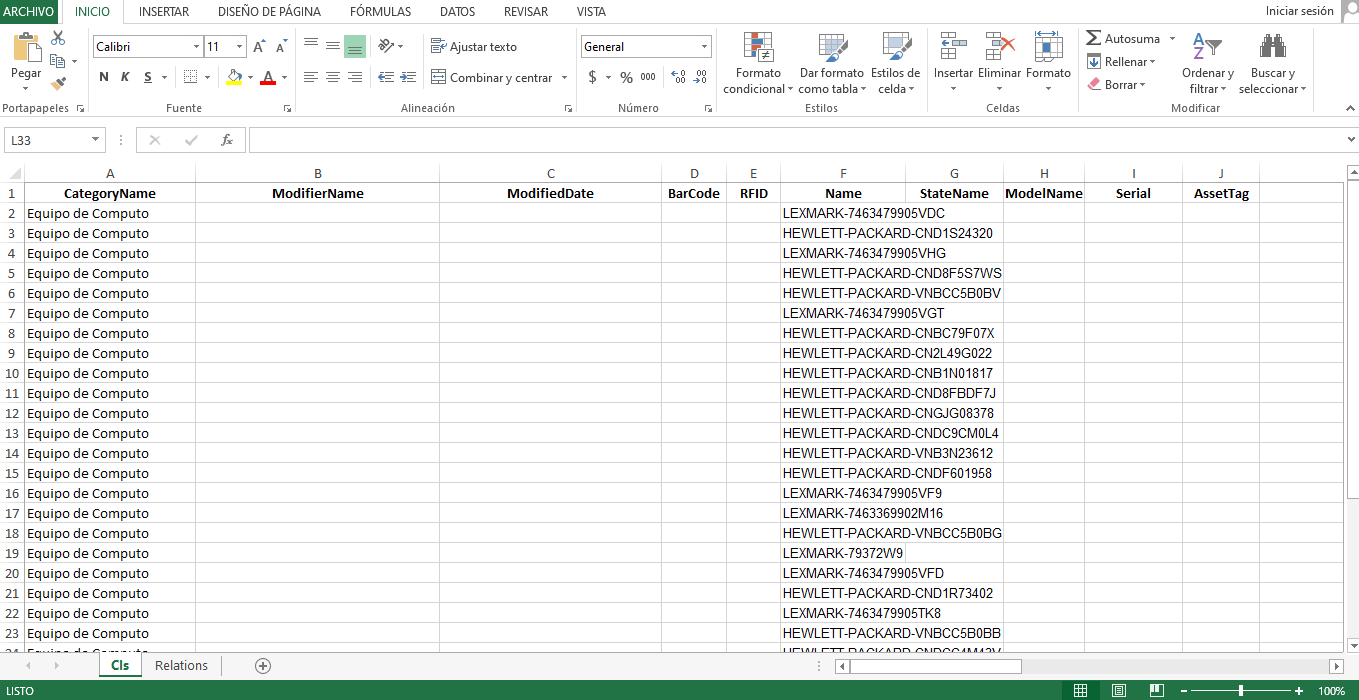 ARCHIVO INICIO INSERTAR DISEÑO DE PÁGINA FÓRMULAS DATOS REVISAR VISTA Iniciar sesión
Pegar
Portapapeles
Calibri 11
N K S
Fuente
Ajustar texto
Combinar y centrar
Alineación
General
$ % 000
Número
Formato condicional
Dar formato como tabla
Estilos de celda
Estilos
Insertar Eliminar Formato
Celdas
Autosuma
Rellenar
Borrar
Ordenar y filtrar
Buscar y seleccionar
Modificar
L33 fx
A B C D E F G H I J
1 CategoryName ModifierName ModifiedDate BarCode RFID Name StateName ModelName Serial AssetTag
2 Equipo de Computo LEXMARK-7463479905VDC
3 Equipo de Computo HEWLETT-PACKARD-CND1S24320
4 Equipo de Computo LEXMARK-7463479905VHG
5 Equipo de Computo HEWLETT-PACKARD-CND8F5S7WS
6 Equipo de Computo HEWLETT-PACKARD-VNBCC5B0BV
7 Equipo de Computo LEXMARK-7463479905VGT
8 Equipo de Computo HEWLETT-PACKARD-CNBC79F07X
9 Equipo de Computo HEWLETT-PACKARD-CN2L49G022
10 Equipo de Computo HEWLETT-PACKARD-CNB1N01817
11 Equipo de Computo HEWLETT-PACKARD-CND8FBDF7J
12 Equipo de Computo HEWLETT-PACKARD-CNGJG08378
13 Equipo de Computo HEWLETT-PACKARD-CNDC9CM0L4
14 Equipo de Computo HEWLETT-PACKARD-VNB3N23612
15 Equipo de Computo HEWLETT-PACKARD-CNDF601958
16 Equipo de Computo LEXMARK-7463479905VF9
17 Equipo de Computo LEXMARK-7463369902M16
18 Equipo de Computo HEWLETT-PACKARD-VNBCC5B0BG
19 Equipo de Computo LEXMARK-79372W9
20 Equipo de Computo LEXMARK-7463479905VFD
21 Equipo de Computo HEWLETT-PACKARD-CND1R73402
22 Equipo de Computo LEXMARK-7463479905TK8
23 Equipo de Computo HEWLETT-PACKARD-VNBCC5B0BB
24 Equipo de Computo
CIs Relations
LISTO 100%